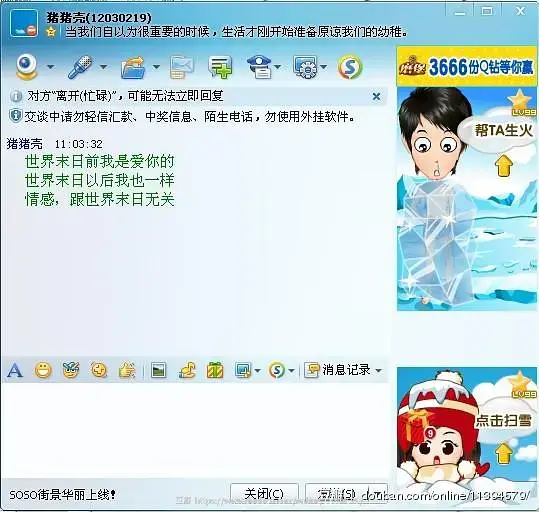 猪猪壳(12030219)
当我们自以为很重要的时候，生活才刚开始准备原谅我们的幼稚。
3666份Q钻等你赢
对方“离开(忙碌)”，可能无法立即回复
交谈中请勿轻信汇款、中奖信息、陌生电话，勿使用外挂软件。
LV99
帮TA生火
猪猪壳 11:03:32
世界末日前我是爱你的
世界末日以后我也一样
情感，跟世界末日无关
消息记录
LV99
点击扫雪
9
SOSO街景华丽上线!
关闭(C)
douban.com/online/11394579/